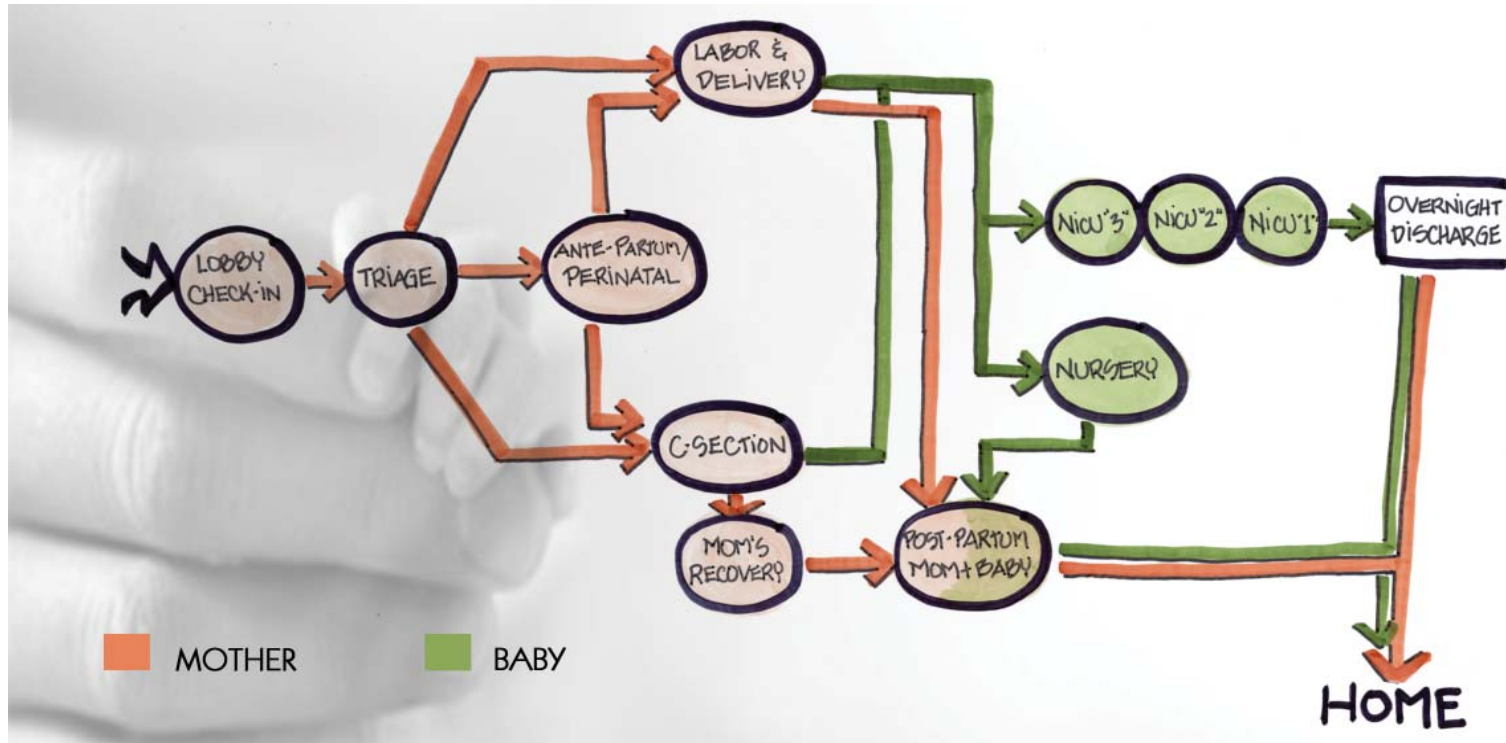 LABOR &
DELIVERY
LOBBY
CHECK-IN
TRIAGE
ANTE-PARTUM/
PERINATAL
NICU "3"
NICU "2"
NICU "1"
OVERNIGHT
DISCHARGE
NURSERY
C-SECTION
MOM'S
RECOVERY
POST-PARTUM
MOM + BABY
MOTHER
BABY
HOME